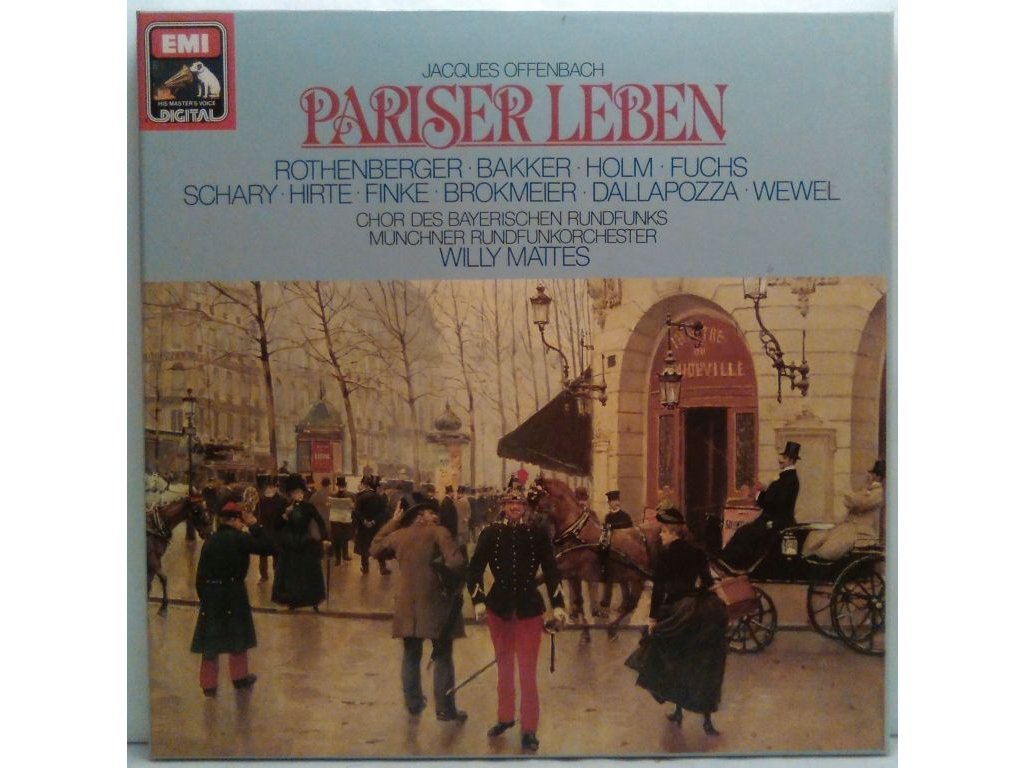 EMI
HIS MASTER'S VOICE
DIGITAL
JACQUES OFFENBACH
PARISER LEBEN
ROTHENBERGER · BAKKER · HOLM · FUCHS
SCHARY · HIRTE · FINKE · BROKMEIER · DALLAPOZZA · WEWEL
CHOR DES BAYERISCHEN RUNDFUNKS
MÜNCHNER RUNDFUNKORCHESTER
WILLY MATTES
DU